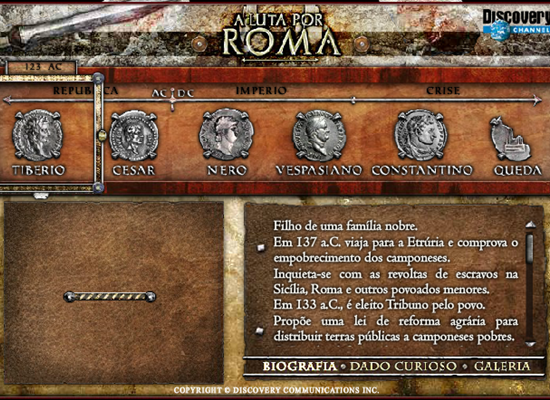 A LUTA POR
ROMA
Discovery
CHANNEL
123 AC
REPUBLICA
AC DC
IMPERIO
CRISE
TIBERIO
CESAR
NERO
VESPASIANO
CONSTANTINO
QUEDA
Filho de uma família nobre.
Em 137 a.C. viaja para a Etrúria e comprova o
empobrecimento dos camponeses.
Inquieta-se com as revoltas de escravos na
Sicília, Roma e outros povoados menores.
Em 133 a.C., é eleito Tribuno pelo povo.
Propõe uma lei de reforma agrária para
distribuir terras públicas a camponeses pobres.
BIOGRAFIA • DADO CURIOSO • GALERIA
COPYRIGHT © DISCOVERY COMMUNICATIONS INC.